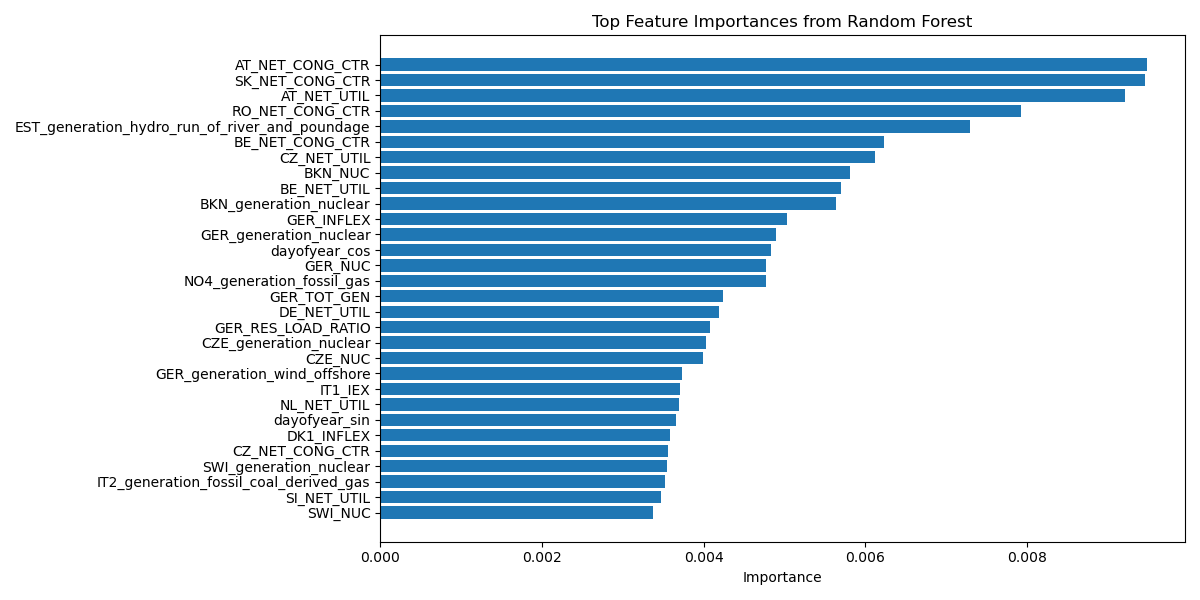 Top Feature Importances from Random Forest
AT_NET_CONG_CTR
SK_NET_CONG_CTR
AT_NET_UTIL
RO_NET_CONG_CTR
EST_generation_hydro_run_of_river_and_poundage
BE_NET_CONG_CTR
CZ_NET_UTIL
BKN_NUC
BE_NET_UTIL
BKN_generation_nuclear
GER_INFLEX
GER_generation_nuclear
dayofyear_cos
GER_NUC
NO4_generation_fossil_gas
GER_TOT_GEN
DE_NET_UTIL
GER_RES_LOAD_RATIO
CZE_generation_nuclear
CZE_NUC
GER_generation_wind_offshore
IT1_IEX
NL_NET_UTIL
dayofyear_sin
DK1_INFLEX
CZ_NET_CONG_CTR
SWI_generation_nuclear
IT2_generation_fossil_coal_derived_gas
SI_NET_UTIL
SWI_NUC
0.000 0.002 0.004 0.006 0.008
Importance